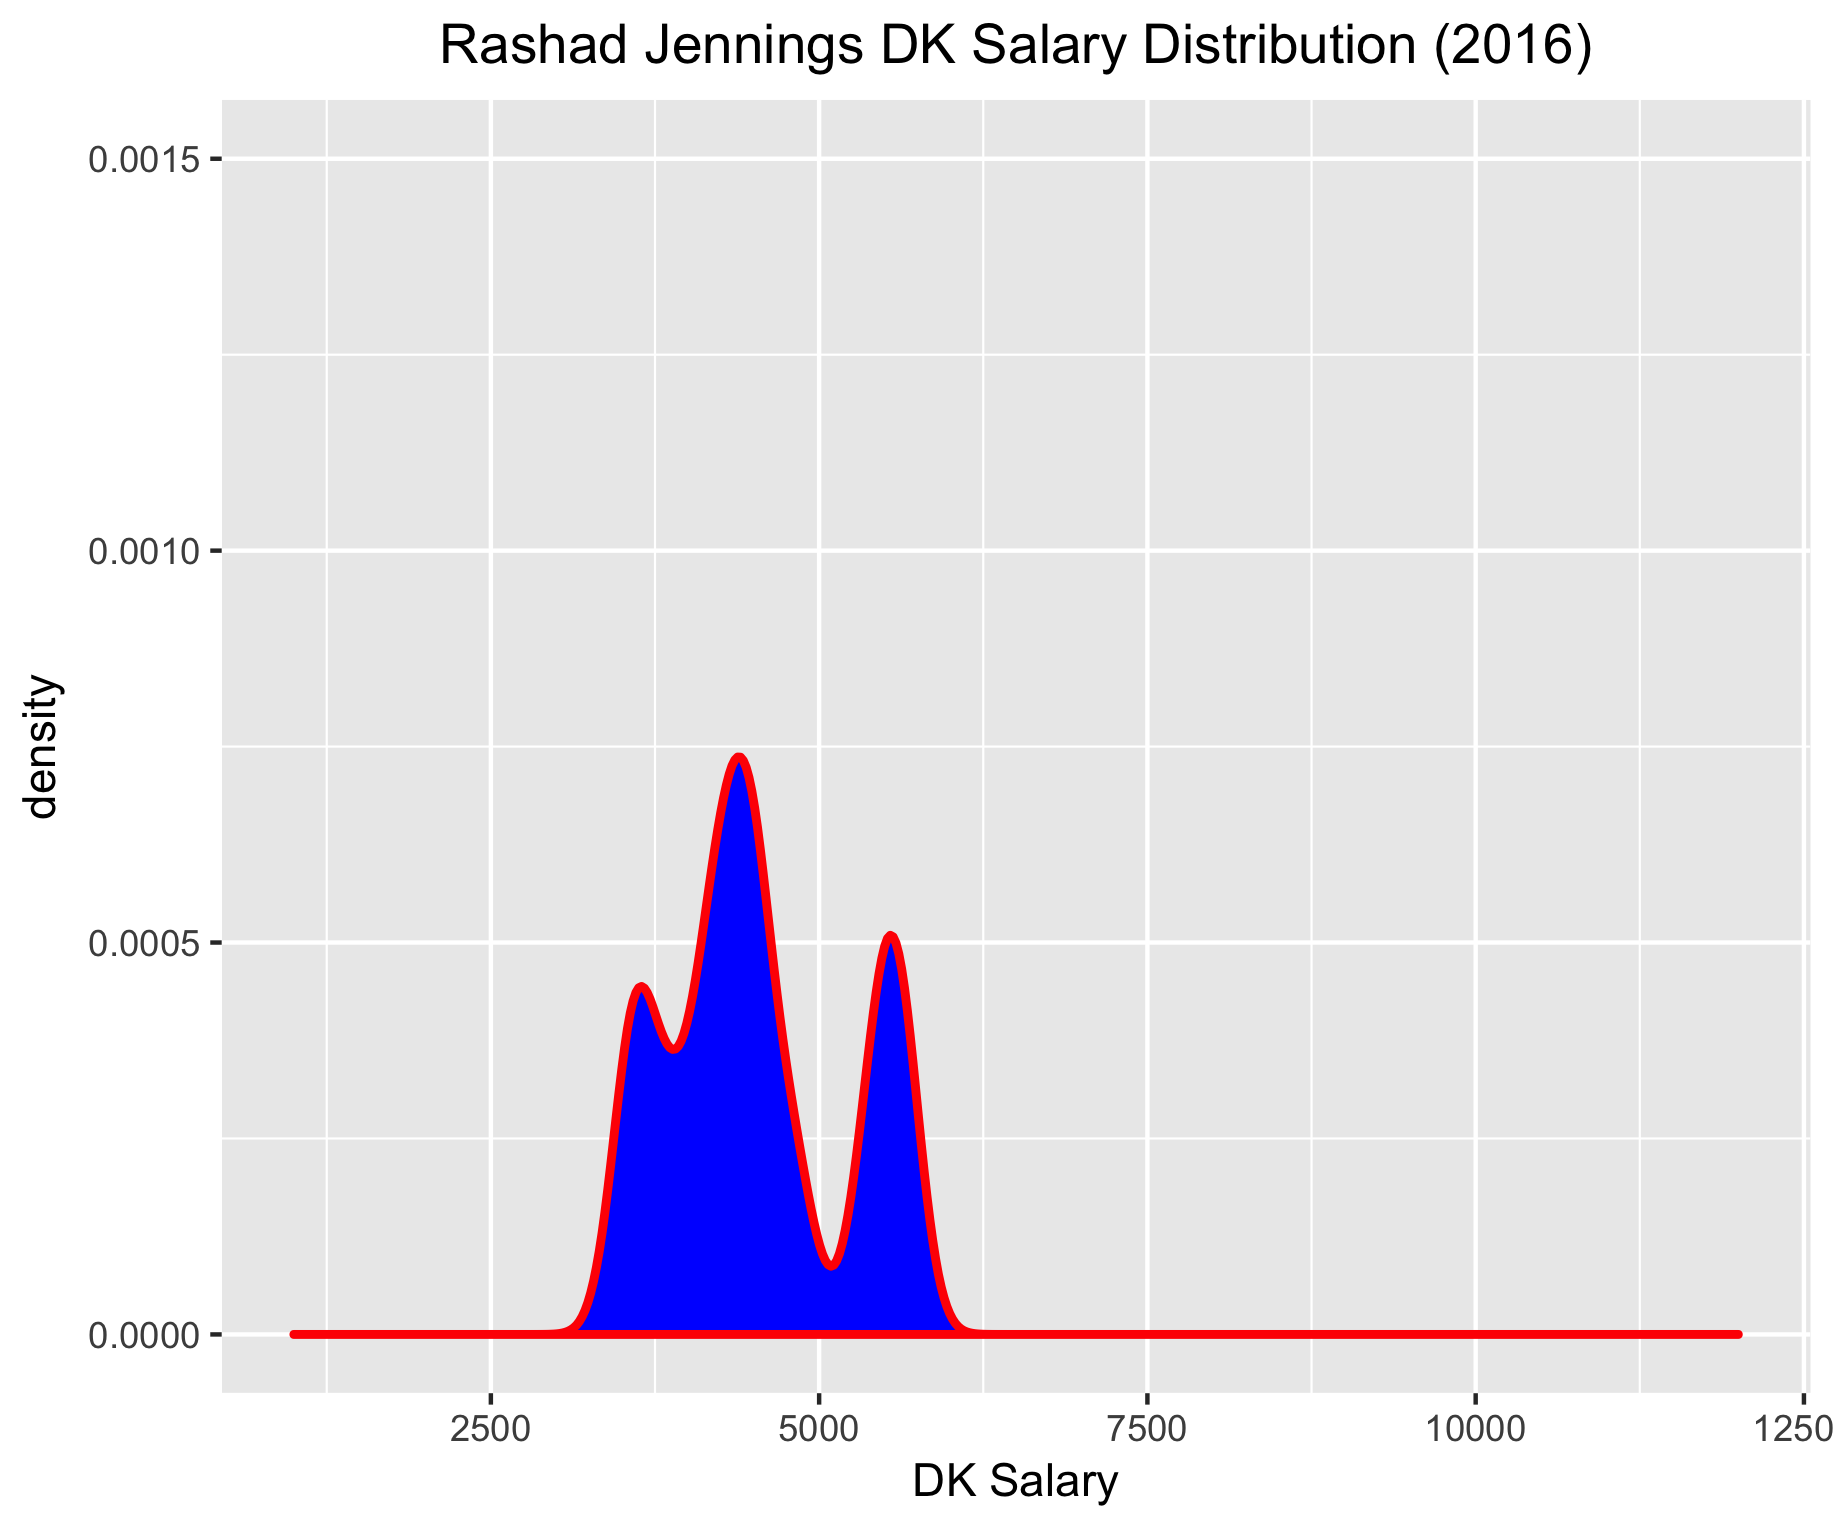 Rashad Jennings DK Salary Distribution (2016)
0.0015
0.0010
0.0005
0.0000
density
2500 5000 7500 10000 1250
DK Salary